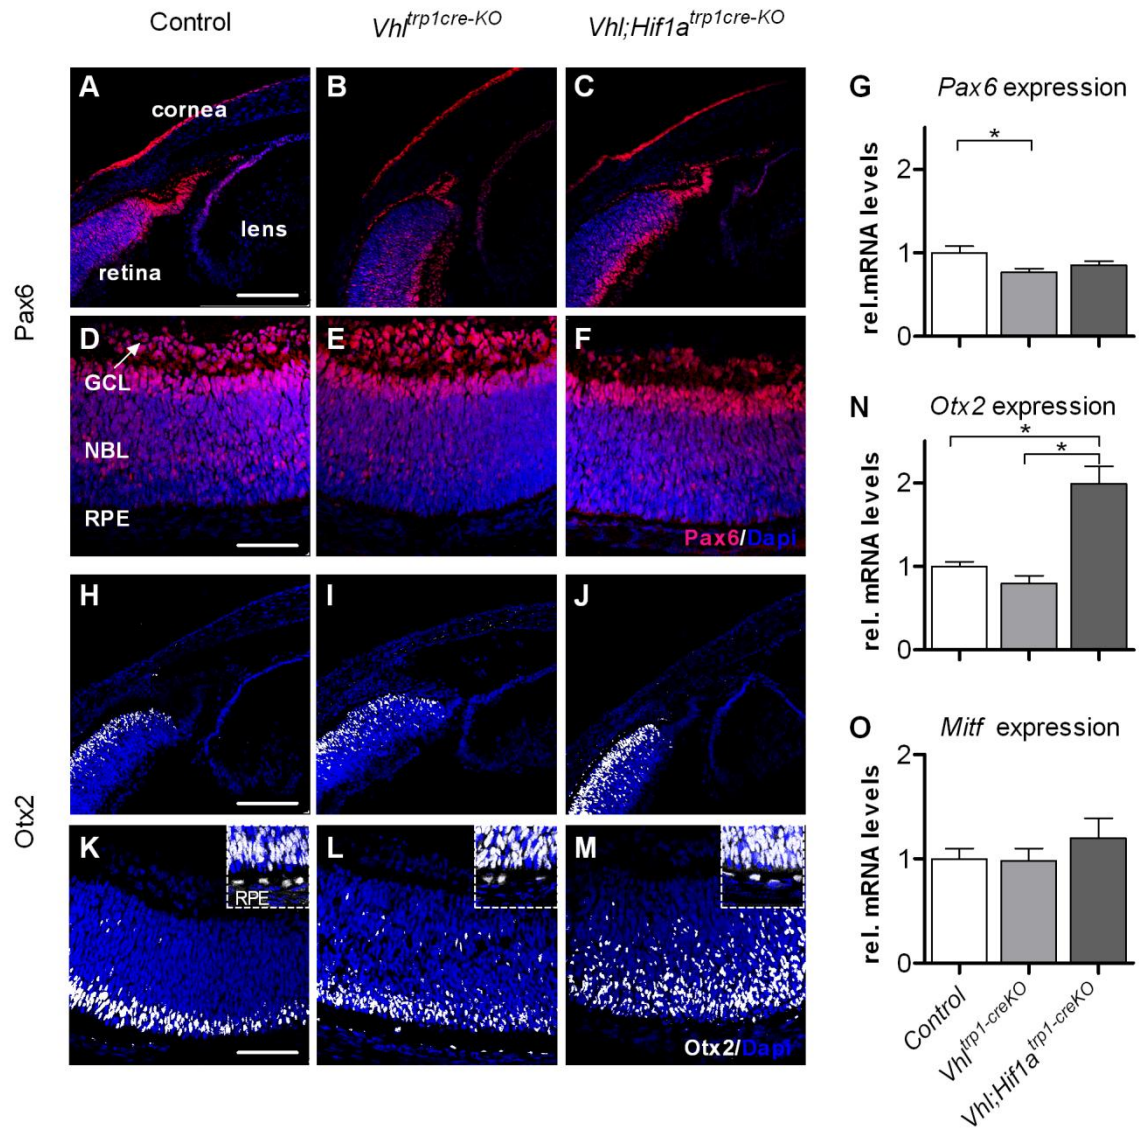 Control Vhl^trp1cre-KO Vhl;Hif1a^trp1cre-KO
Pax6
A
cornea
lens
retina
B
C
D
GCL
NBL
RPE
E
F
Pax6/Dapi
G Pax6 expression
*
rel.mRNA levels
2
1
0
Otx2
H
I
J
K
RPE
L
M
Otx2/Dapi
N Otx2 expression
*
*
rel. mRNA levels
2
1
0
O Mitf expression
rel. mRNA levels
2
1
0
Control
Vhl^trp1-creKO
Vhl;Hif1a^trp1-creKO